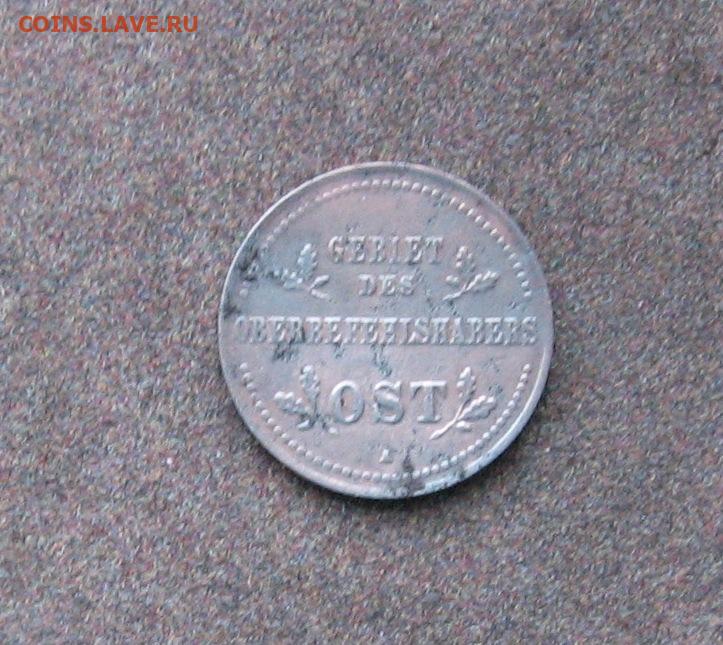 COINS.LAVE.RU
GEBIET
DES
OBERBEFEHLSHABERS
OST